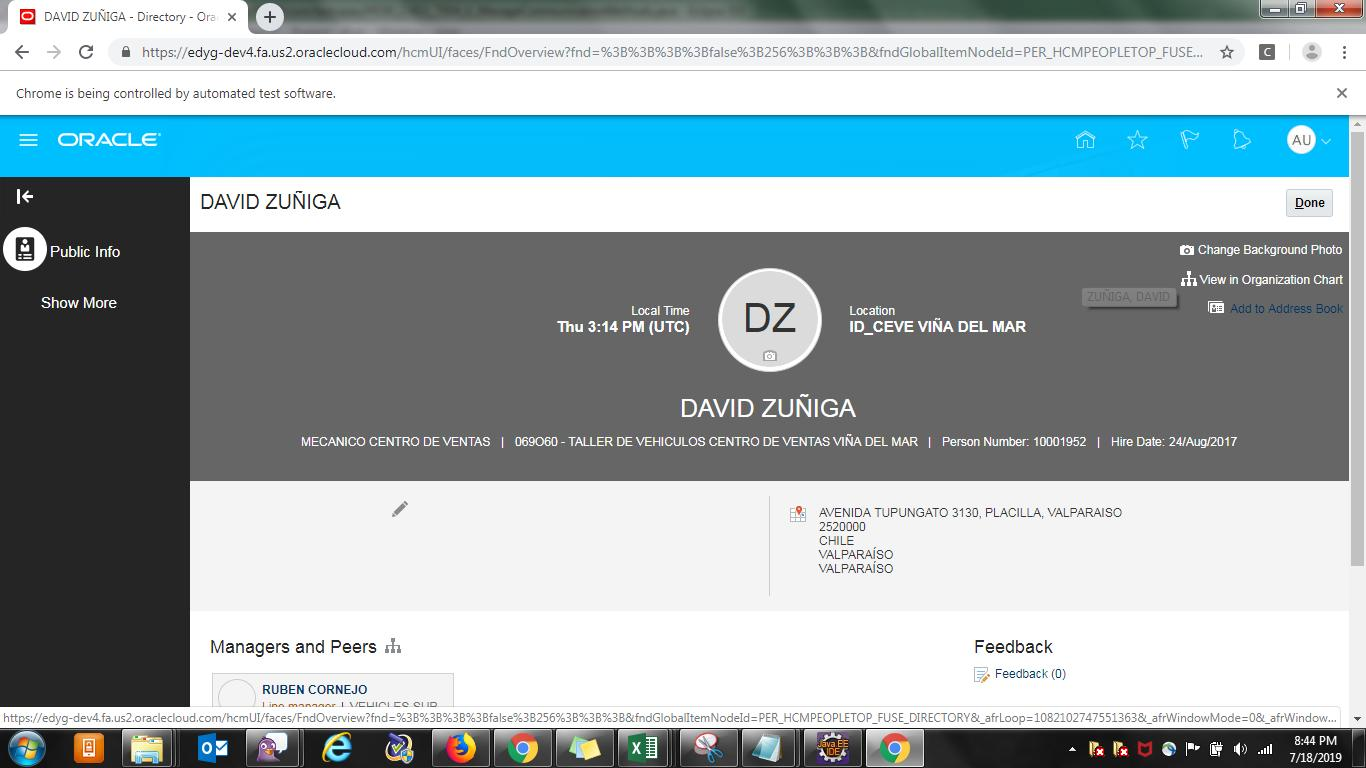 DAVID ZUÑIGA - Directory - Ora
https://edyg-dev4.fa.us2.oraclecloud.com/hcmUI/faces/FndOverview?fnd=%3B%3B%3B%3Bfalse%3B256%3B%3B%3B&fndGlobalItemNodeId=PER_HCMPEOPLETOP_FUSE...
Chrome is being controlled by automated test software.
ORACLE
AU
DAVID ZUÑIGA
Done
Public Info
Show More
Change Background Photo
View in Organization Chart
ZUÑIGA, DAVID
Add to Address Book
Local Time
Thu 3:14 PM (UTC)
DZ
Location
ID_CEVE VIÑA DEL MAR
DAVID ZUÑIGA
MECANICO CENTRO DE VENTAS | 069O60 - TALLER DE VEHICULOS CENTRO DE VENTAS VIÑA DEL MAR | Person Number: 10001952 | Hire Date: 24/Aug/2017
AVENIDA TUPUNGATO 3130, PLACILLA, VALPARAISO
2520000
CHILE
VALPARAÍSO
VALPARAÍSO
Managers and Peers
RUBEN CORNEJO
Line manager | VEHICLES SUP
Feedback
Feedback (0)
https://edyg-dev4.fa.us2.oraclecloud.com/hcmUI/faces/FndOverview?fnd=%3B%3B%3B%3Bfalse%3B256%3B%3B%3B&fndGlobalItemNodeId=PER_HCMPEOPLETOP_FUSE_DIRECTORY&_afrLoop=1082102747551363&_afrWindowMode=0&_afrWindow...
Java EE
IDE
8:44 PM
7/18/2019